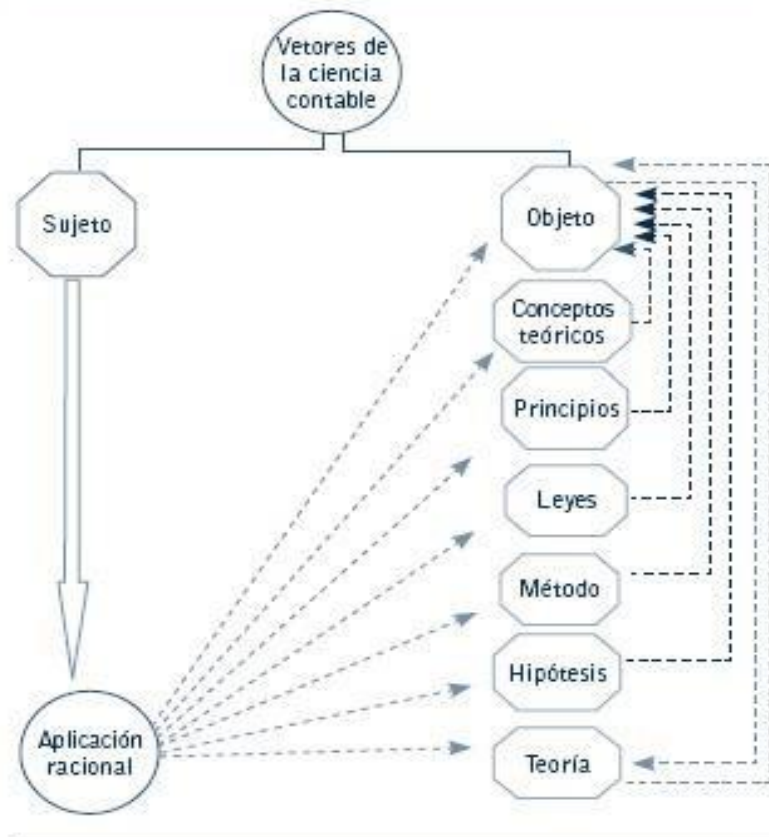 Vetores de
la ciencia
contable
Sujeto
Objeto
Conceptos
teóricos
Principios
Leyes
Método
Hipótesis
Aplicación
racional
Teoría